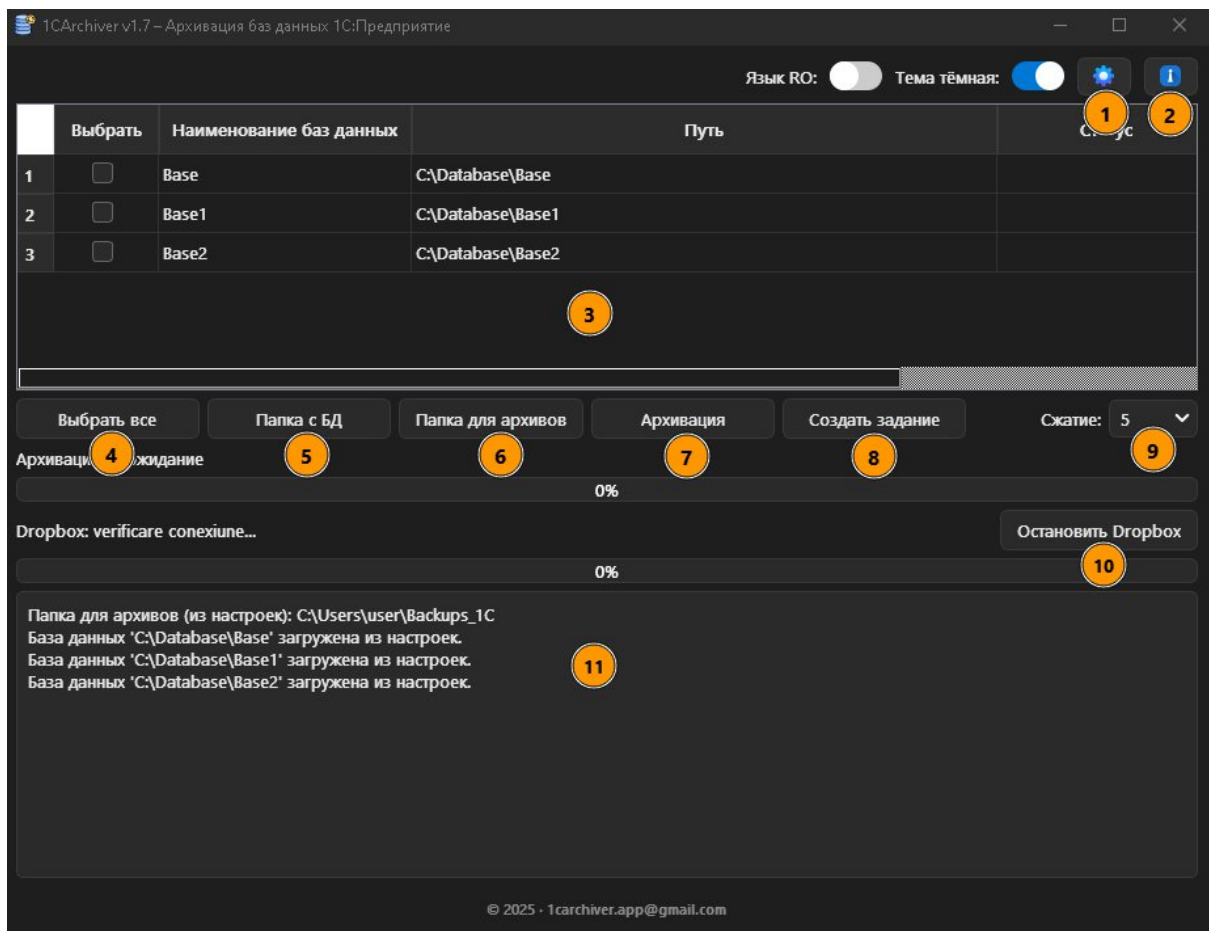 1CArchiver v1.7 – Архивация баз данных 1С:Предприятие
Язык RO: Тема тёмная:
1 2
Выбрать Наименование баз данных Путь
1 Base C:\Database\Base
2 Base1 C:\Database\Base1
3 Base2 C:\Database\Base2
3
Выбрать все Папка с БД Папка для архивов Архивация Создать задание Сжатие: 5
4 5 6 7 8 9
0%
Dropbox: verificare conexiune... Остановить Dropbox
0%
10
Папка для архивов (из настроек): C:\Users\user\Backups_1C
База данных 'C:\Database\Base' загружена из настроек.
База данных 'C:\Database\Base1' загружена из настроек.
База данных 'C:\Database\Base2' загружена из настроек.
11
© 2025 · 1carchiver.app@gmail.com